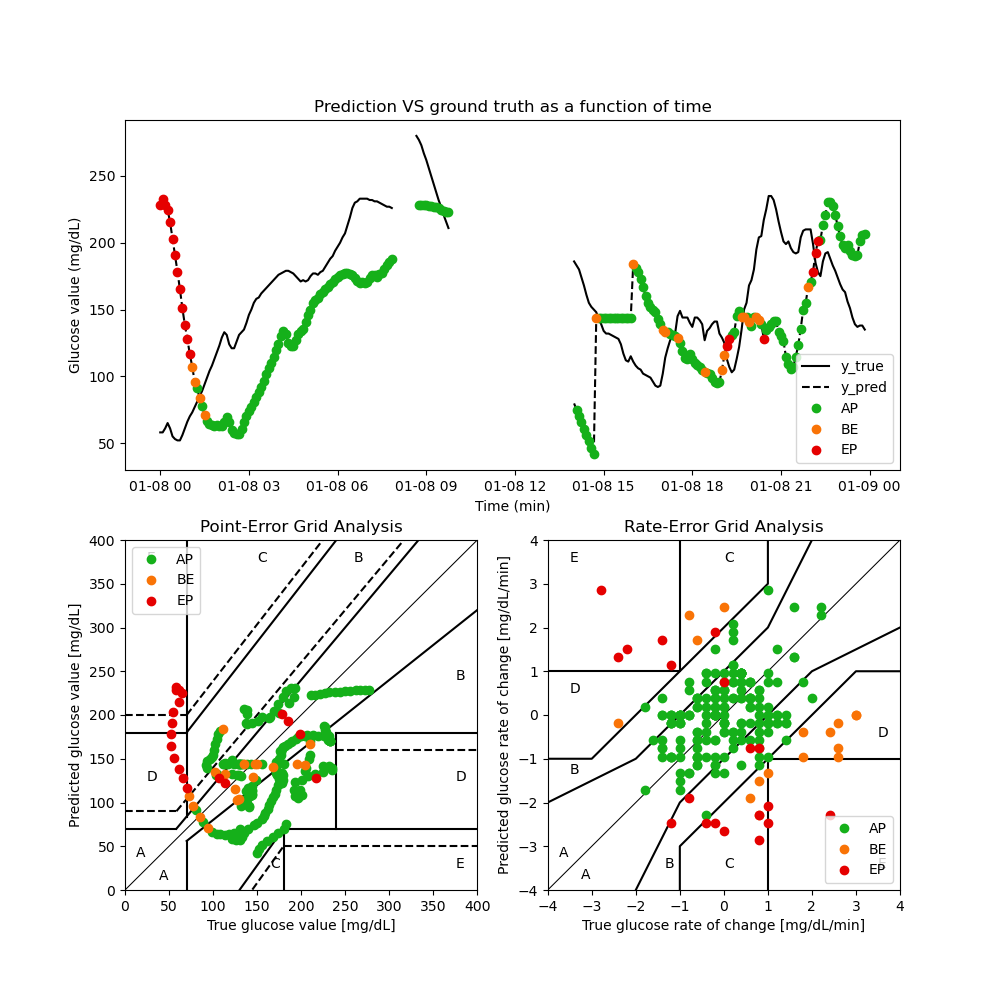 Prediction VS ground truth as a function of time
Glucose value (mg/dL)
250
200
150
100
50
01-08 00 01-08 03 01-08 06 01-08 09 01-08 12 01-08 15 01-08 18 01-08 21 01-09 00
Time (min)
y_true
y_pred
AP
BE
EP
Point-Error Grid Analysis
Predicted glucose value [mg/dL]
400
350
300
250
200
150
100
50
0
0 50 100 150 200 250 300 350 400
True glucose value [mg/dL]
AP
BE
EP
C
B
B
D
D
A
A
C
E
Rate-Error Grid Analysis
Predicted glucose rate of change [mg/dL/min]
4
3
2
1
0
−1
−2
−3
−4
−4 −3 −2 −1 0 1 2 3 4
True glucose rate of change [mg/dL/min]
E
C
D
D
B
A
A
B
C
AP
BE
EP